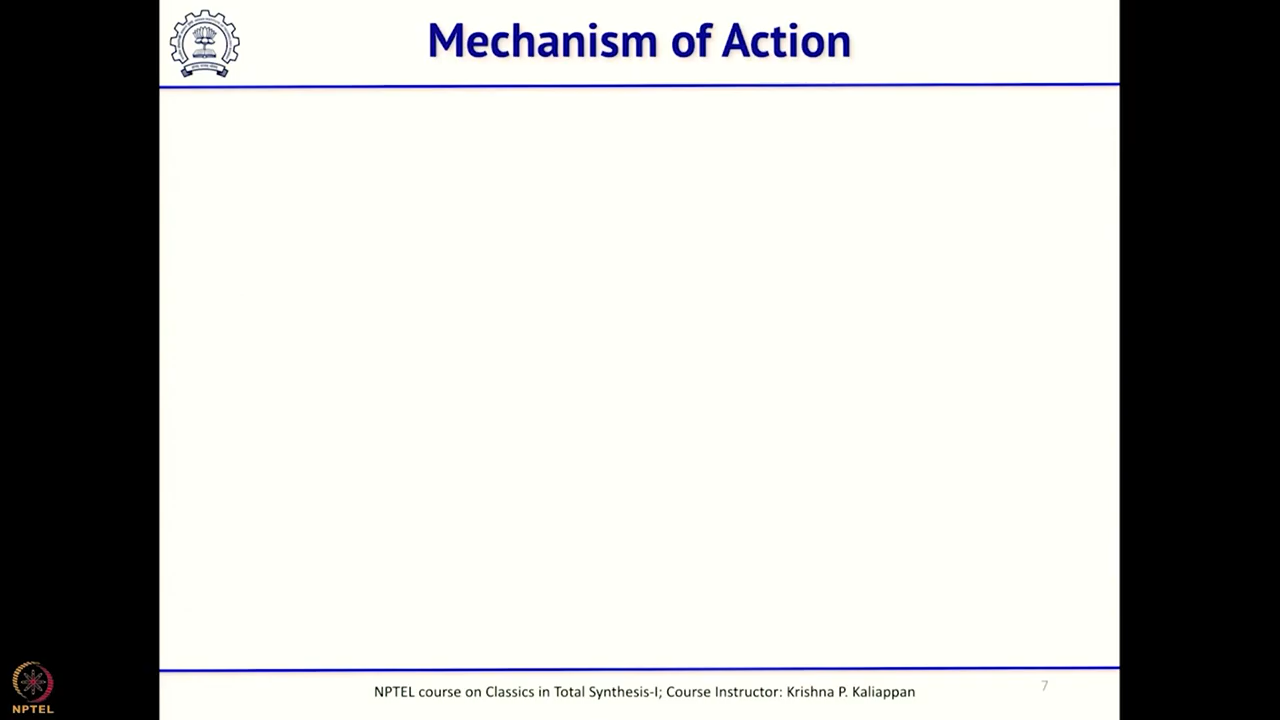 Mechanism of Action
NPTEL course on Classics in Total Synthesis-I; Course Instructor: Krishna P. Kaliappan
7
NPTEL